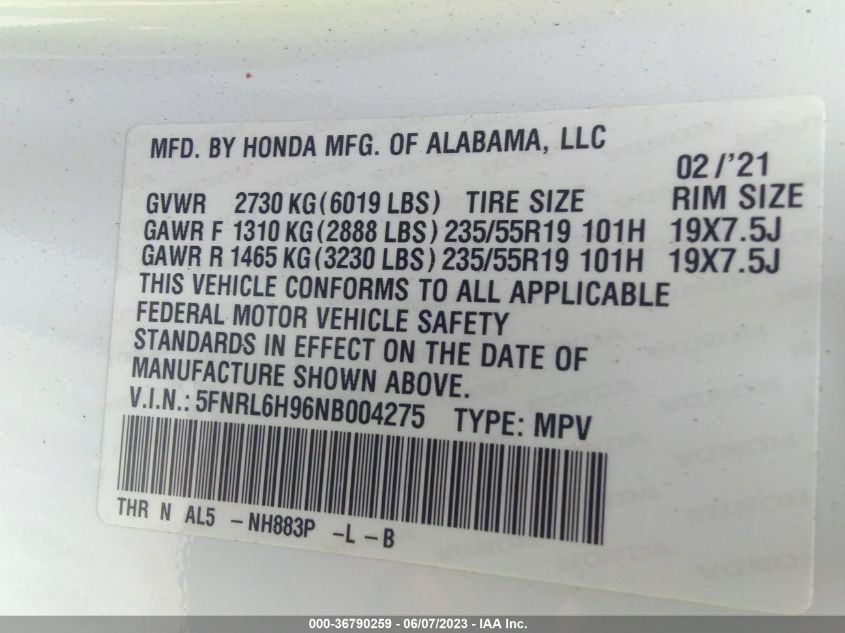 MFD. BY HONDA MFG. OF ALABAMA, LLC
02/'21
GVWR 2730 KG(6019 LBS) TIRE SIZE RIM SIZE
GAWR F 1310 KG(2888 LBS) 235/55R19 101H 19X7.5J
GAWR R 1465 KG(3230 LBS) 235/55R19 101H 19X7.5J
THIS VEHICLE CONFORMS TO ALL APPLICABLE
FEDERAL MOTOR VEHICLE SAFETY
STANDARDS IN EFFECT ON THE DATE OF
MANUFACTURE SHOWN ABOVE.
V.I.N.: 5FNRL6H96NB004275 TYPE: MPV
THR N AL5 -NH883P -L -B
000-36790259 - 06/07/2023 - IAA Inc.